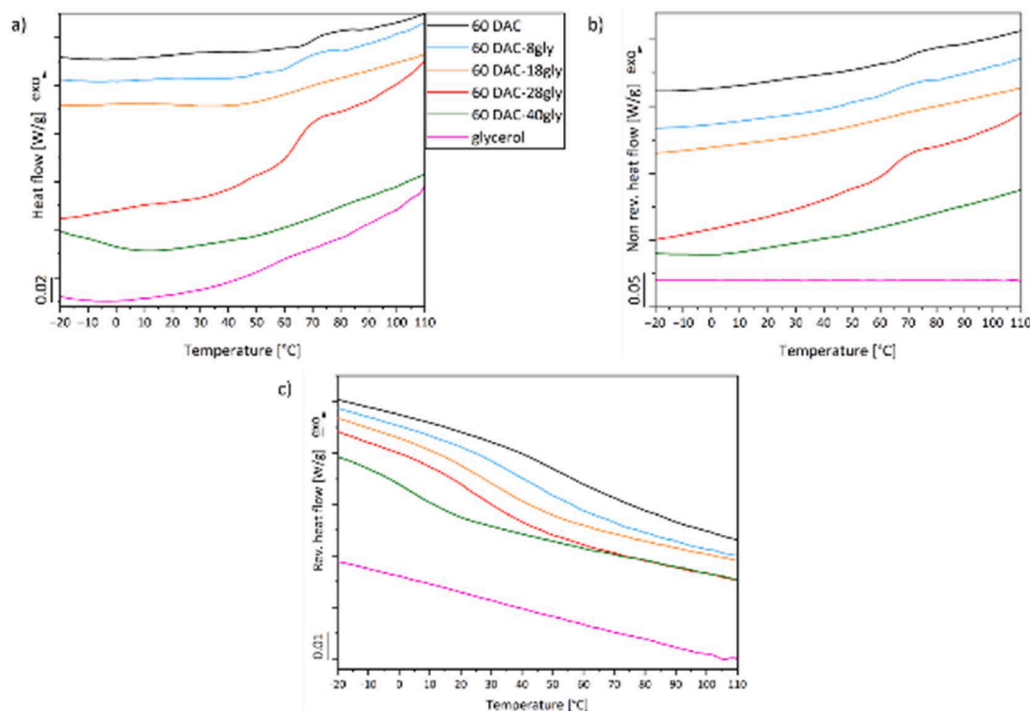 a)
Heat flow [W/g] exo
0.02
-20 -10 0 10 20 30 40 50 60 70 80 90 100 110
Temperature [°C]
60 DAC
60 DAC-8gly
60 DAC-18gly
60 DAC-28gly
60 DAC-40gly
glycerol
b)
Non rev. heat flow [W/g] exo
0.05
-20 -10 0 10 20 30 40 50 60 70 80 90 100 110
Temperature [°C]
c)
Rev. heat flow [W/g] exo
0.01
-20 -10 0 10 20 30 40 50 60 70 80 90 100 110
Temperature [°C]